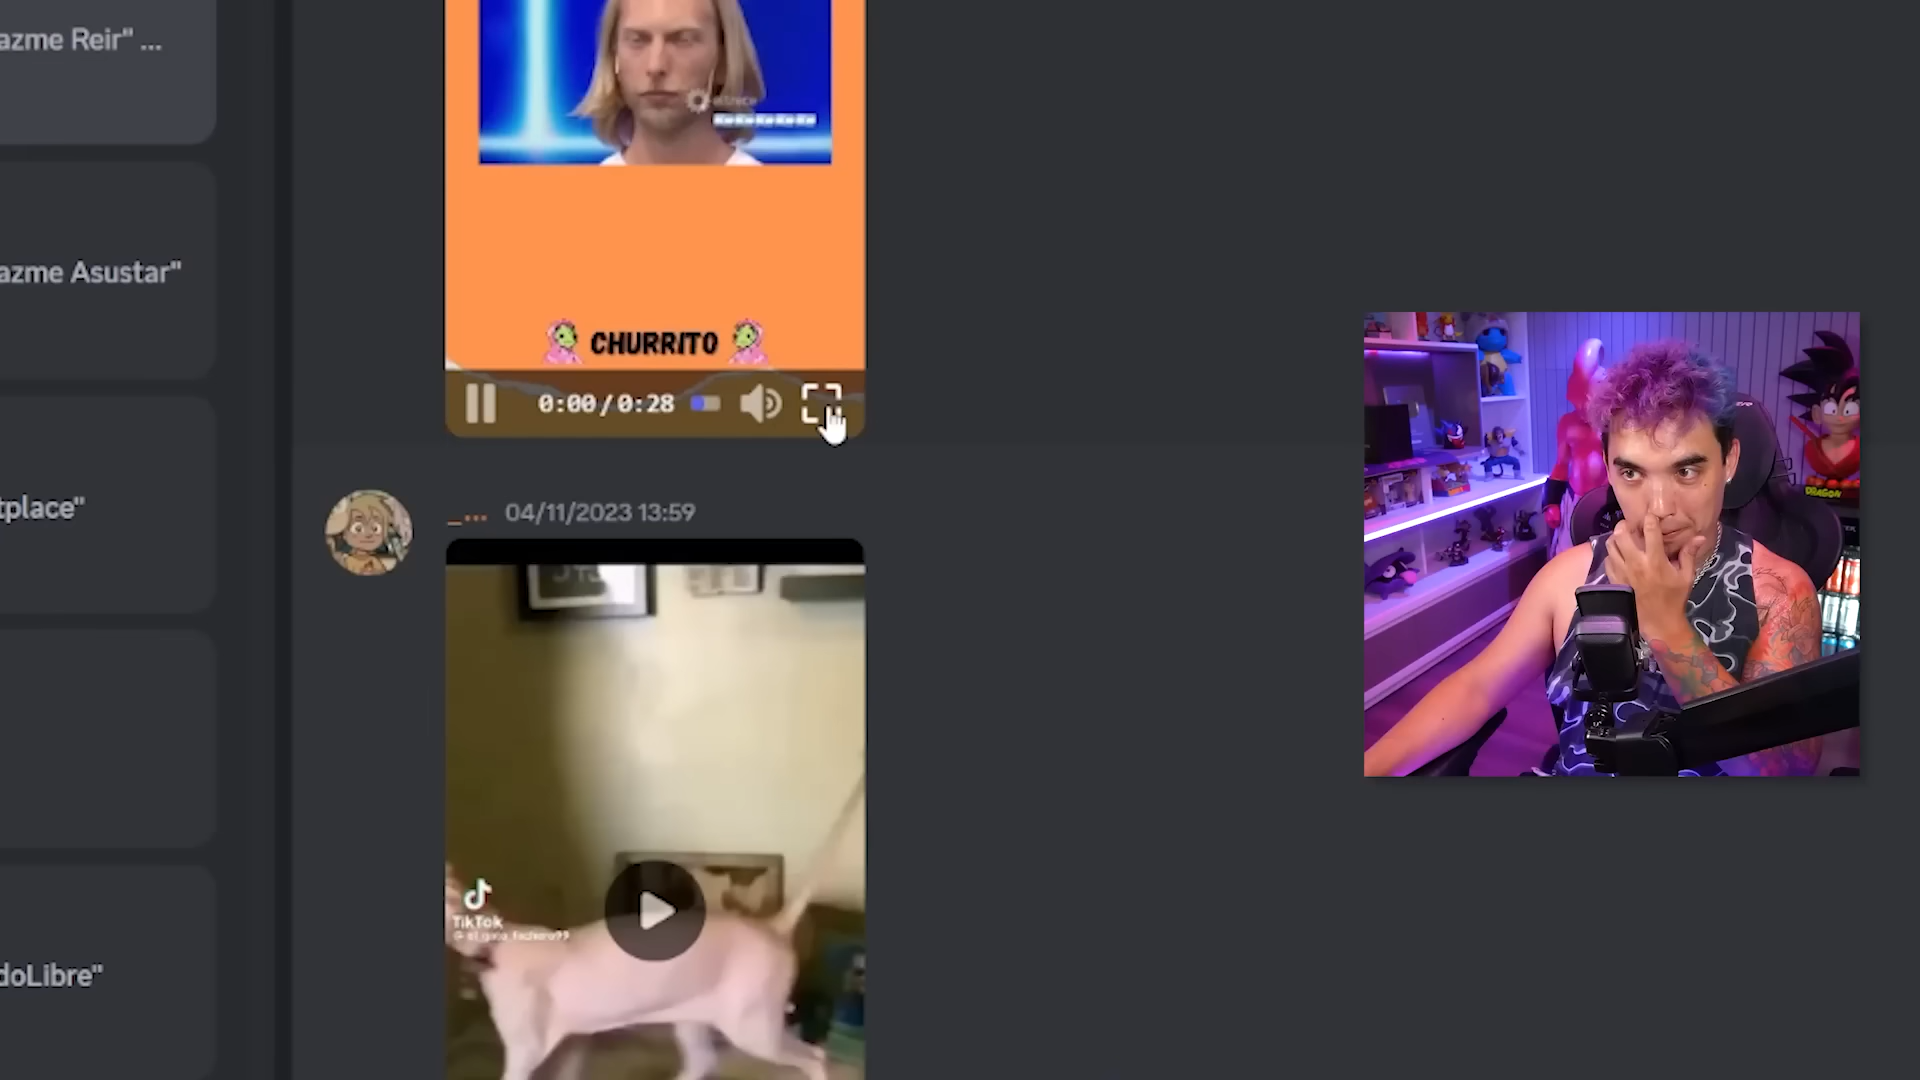 azme Reir" ...
azme Asustar"
tplace"
doLibre"
CHURRITO
0:00/0:28
_...
04/11/2023 13:59
TikTok
DRAGON